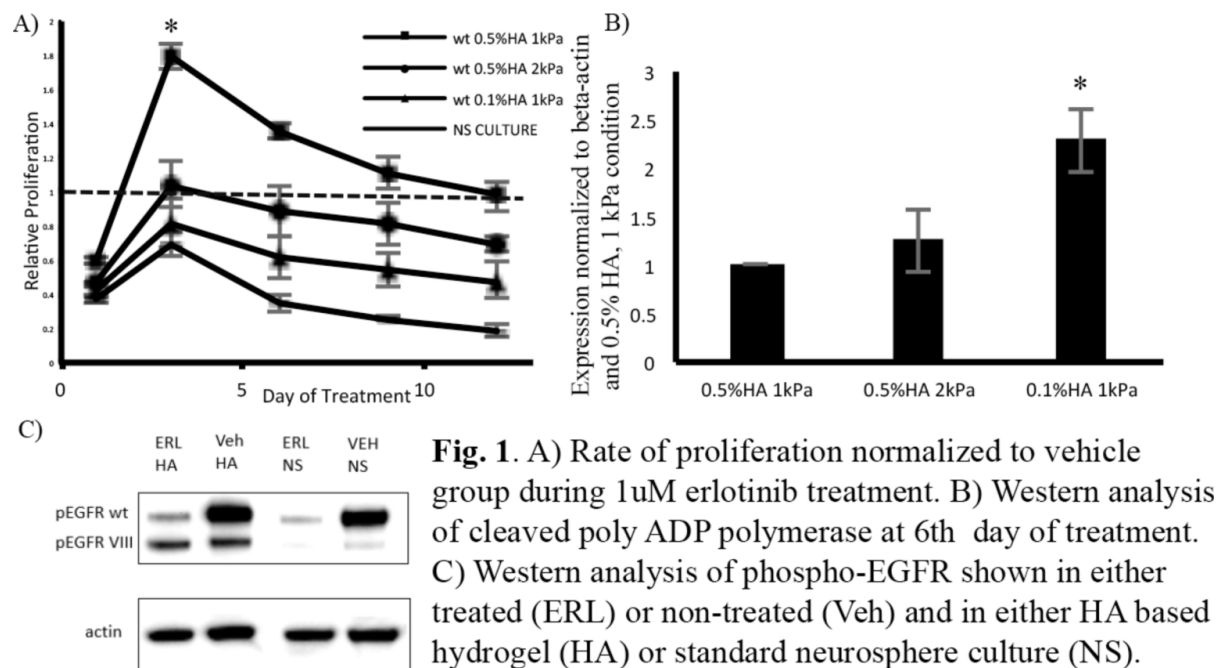 A)
*
2
1.8
1.6
1.4
1.2
1
0.8
0.6
0.4
0.2
0
Relative Proliferation
wt 0.5%HA 1kPa
wt 0.5%HA 2kPa
wt 0.1%HA 1kPa
NS CULTURE
0
5
10
Day of Treatment
B)
Expression normalized to beta-actin
and 0.5% HA, 1 kPa condition
3
2.5
2
1.5
1
0.5
0
*
0.5%HA 1kPa
0.5%HA 2kPa
0.1%HA 1kPa
C)
ERL Veh ERL VEH
HA HA NS NS
pEGFR wt
pEGFR VIII
actin
Fig. 1. A) Rate of proliferation normalized to vehicle
group during 1uM erlotinib treatment. B) Western analysis
of cleaved poly ADP polymerase at 6th day of treatment.
C) Western analysis of phospho-EGFR shown in either
treated (ERL) or non-treated (Veh) and in either HA based
hydrogel (HA) or standard neurosphere culture (NS).